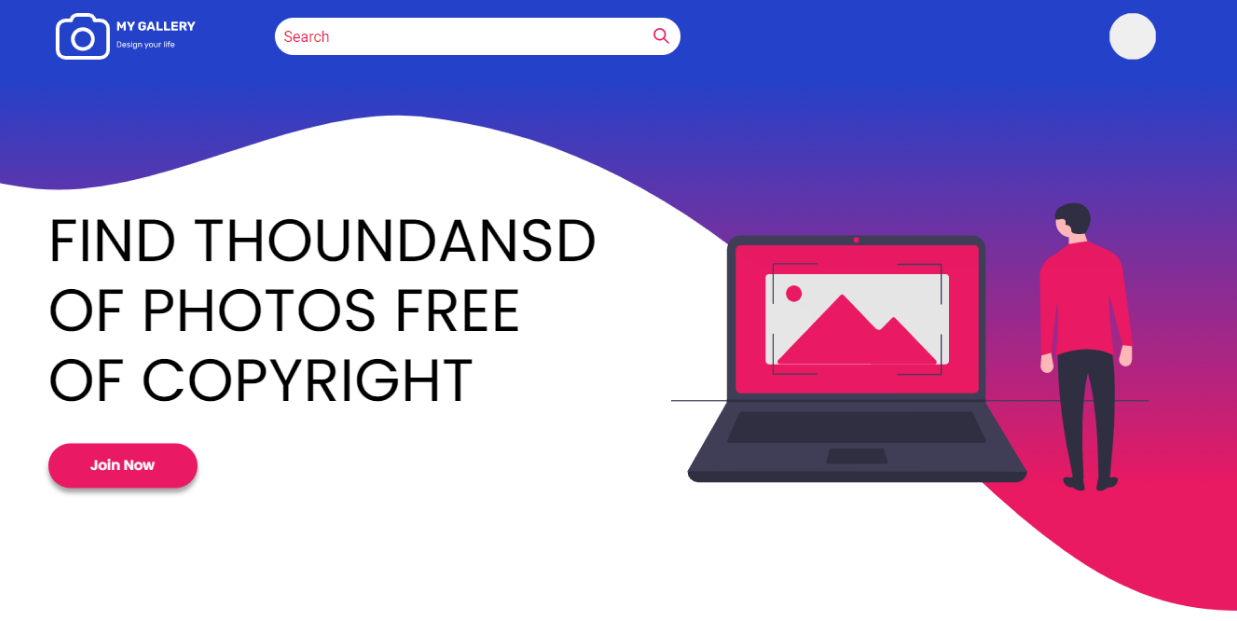 MY GALLERY
Design your life
Search
FIND THOUNDANSD
OF PHOTOS FREE
OF COPYRIGHT
Join Now